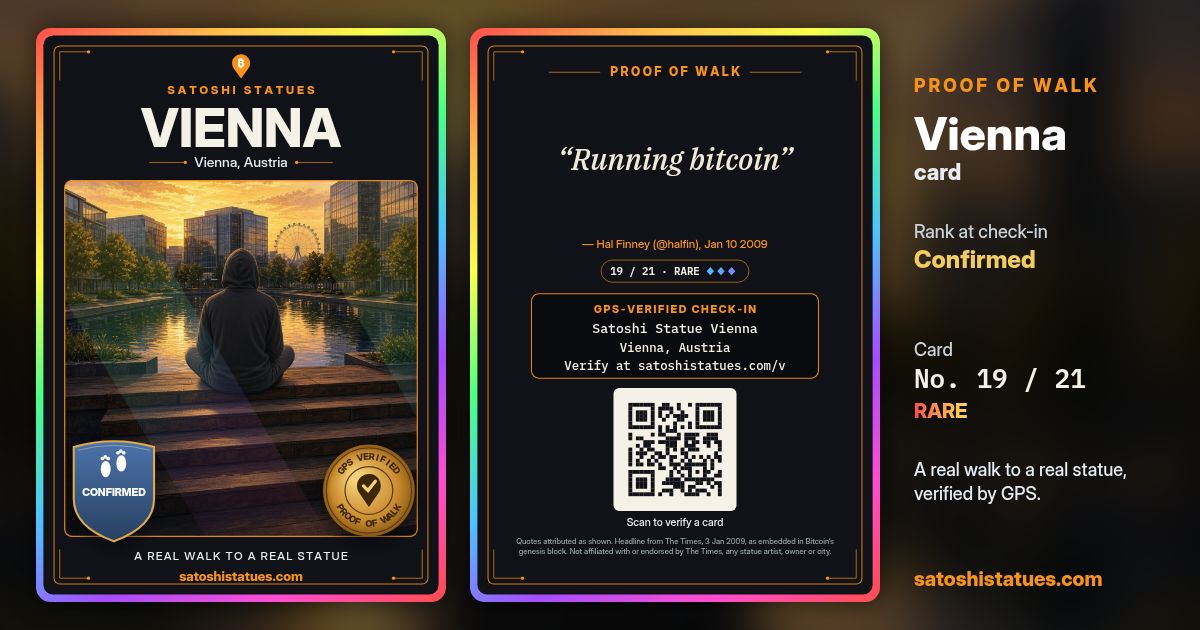 SATOSHI STATUES
VIENNA
Vienna, Austria
CONFIRMED
GPS VERIFIED
PROOF OF WALK
A REAL WALK TO A REAL STATUE
satoshistatues.com
PROOF OF WALK
“Running bitcoin”
— Hal Finney (@halfin), Jan 10 2009
19 / 21 · RARE
GPS-VERIFIED CHECK-IN
Satoshi Statue Vienna
Vienna, Austria
Verify at satoshistatues.com/v
Scan to verify a card
Quotes attributed as shown. Headline from The Times, 3 Jan 2009, as embedded in Bitcoin's
genesis block. Not affiliated with or endorsed by The Times, any statue artist, owner or city.
PROOF OF WALK
Vienna
card
Rank at check-in
Confirmed
Card
No. 19 / 21
RARE
A real walk to a real statue,
verified by GPS.
satoshistatues.com